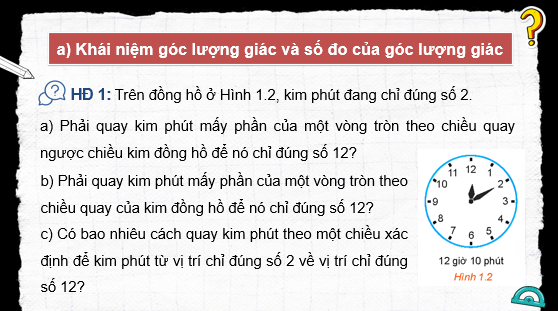 a) Khái niệm góc lượng giác và số đo của góc lượng giác
HĐ 1: Trên đồng hồ ở Hình 1.2, kim phút đang chỉ đúng số 2.
a) Phải quay kim phút mấy phần của một vòng tròn theo chiều quay
ngược chiều kim đồng hồ để nó chỉ đúng số 12?
b) Phải quay kim phút mấy phần của một vòng tròn theo
chiều quay của kim đồng hồ để nó chỉ đúng số 12?
c) Có bao nhiêu cách quay kim phút theo một chiều xác
định để kim phút từ vị trí chỉ đúng số 2 về vị trí chỉ đúng
số 12?
12
1
2
3
4
5
6
7
8
9
10
11
12 giờ 10 phút
Hình 1.2